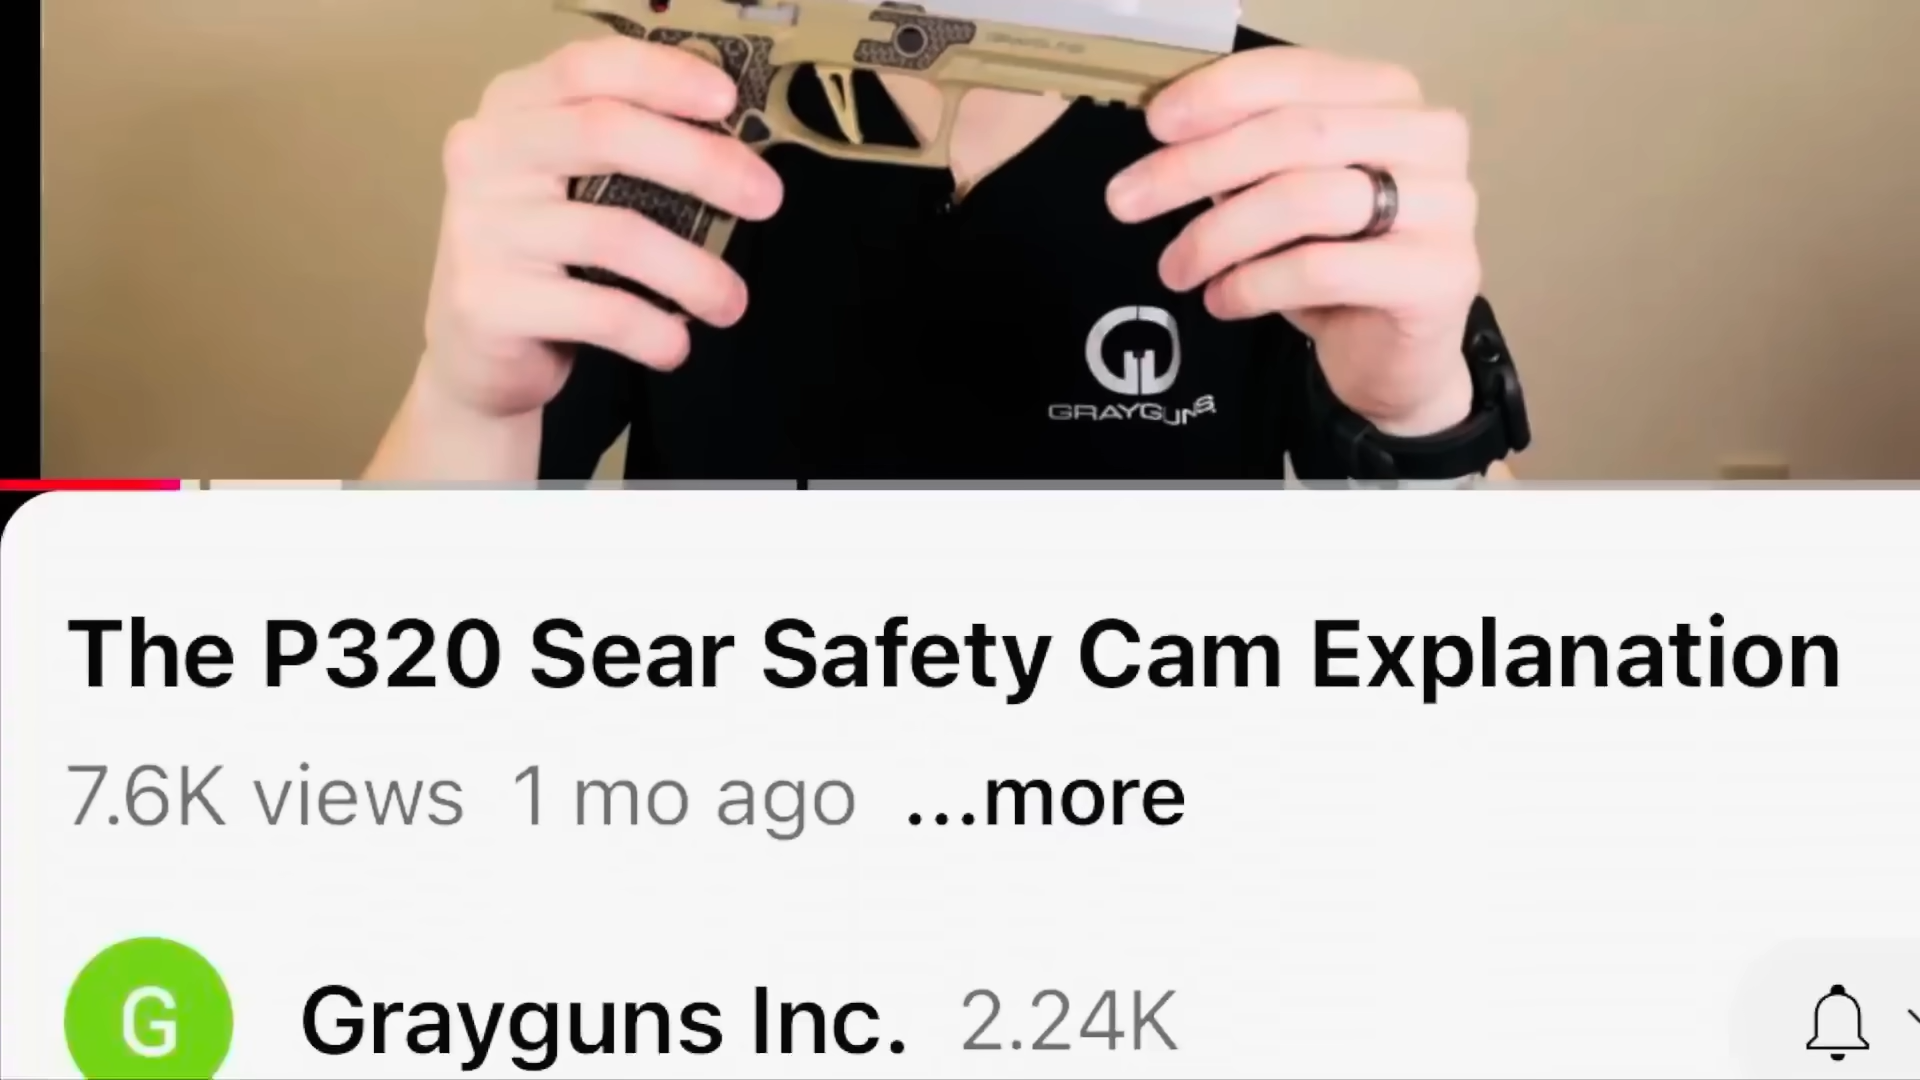 GRAYGUNS
The P320 Sear Safety Cam Explanation
7.6K views 1 mo ago ...more
G
Grayguns Inc. 2.24K